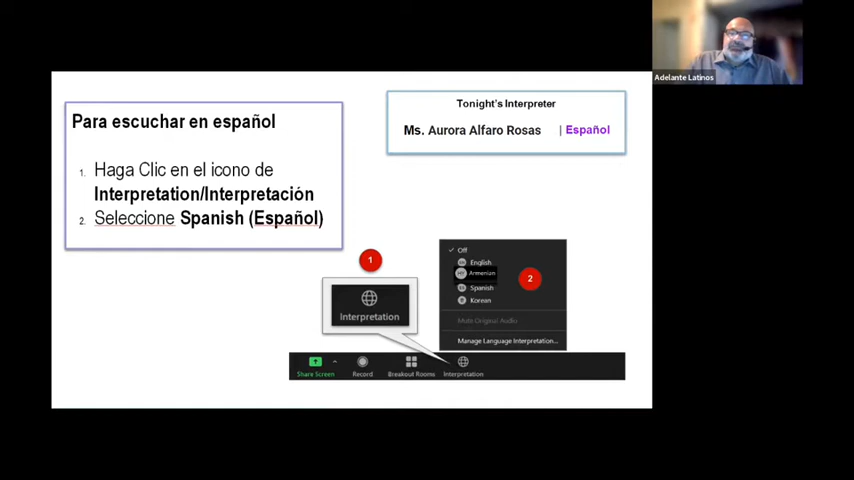 Adelante Latinos
Tonight's Interpreter
Ms. Aurora Alfaro Rosas | Español
Para escuchar en español
1. Haga Clic en el icono de
Interpretation/Interpretación
2. Seleccione Spanish (Español)
1
Interpretation
Off
English
Armenian
Spanish
Korean
2
Mute Original Audio
Manage Language Interpretation...
Share Screen
Record
Breakout Rooms
Interpretation